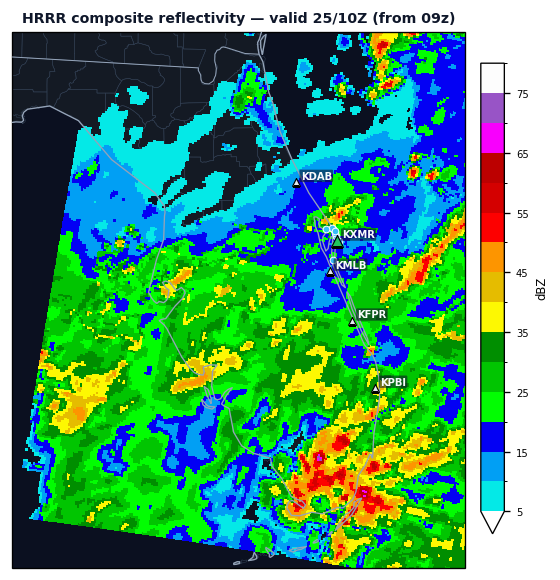 HRRR composite reflectivity — valid 25/10Z (from 09z)
KDAB
KXMR
KMLB
KFPR
KPBI
75
65
55
45
35
25
15
5
dBZ